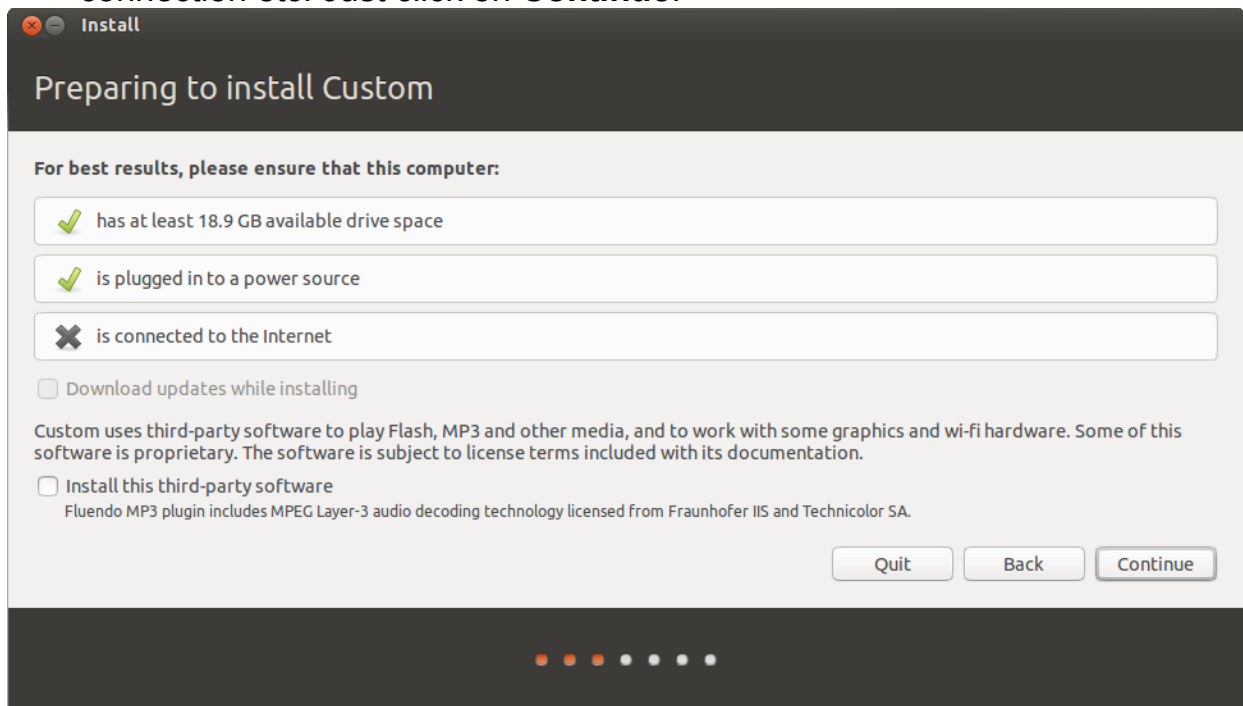 Install
Preparing to install Custom
For best results, please ensure that this computer:
has at least 18.9 GB available drive space
is plugged in to a power source
is connected to the Internet
Download updates while installing
Custom uses third-party software to play Flash, MP3 and other media, and to work with some graphics and wi-fi hardware. Some of this
software is proprietary. The software is subject to license terms included with its documentation.
Install this third-party software
Fluendo MP3 plugin includes MPEG Layer-3 audio decoding technology licensed from Fraunhofer IIS and Technicolor SA.
Quit Back Continue